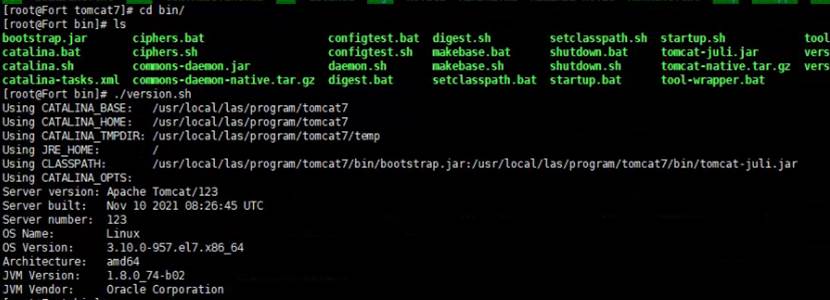 [root@Fort tomcat7]# cd bin/
[root@Fort bin]# ls
bootstrap.jar ciphers.bat configtest.bat digest.sh setclasspath.sh startup.sh tool
catalina.bat ciphers.sh configtest.sh makebase.bat shutdown.bat tomcat-juli.jar vers
catalina.sh commons-daemon.jar daemon.sh makebase.sh shutdown.sh tomcat-native.tar.gz vers
catalina-tasks.xml commons-daemon-native.tar.gz digest.bat setclasspath.bat startup.bat tool-wrapper.bat
[root@Fort bin]# ./version.sh
Using CATALINA_BASE: /usr/local/las/program/tomcat7
Using CATALINA_HOME: /usr/local/las/program/tomcat7
Using CATALINA_TMPDIR: /usr/local/las/program/tomcat7/temp
Using JRE_HOME: /
Using CLASSPATH: /usr/local/las/program/tomcat7/bin/bootstrap.jar:/usr/local/las/program/tomcat7/bin/tomcat-juli.jar
Using CATALINA_OPTS:
Server version: Apache Tomcat/123
Server built: Nov 10 2021 08:26:45 UTC
Server number: 123
OS Name: Linux
OS Version: 3.10.0-957.el7.x86_64
Architecture: amd64
JVM Version: 1.8.0_74-b02
JVM Vendor: Oracle Corporation